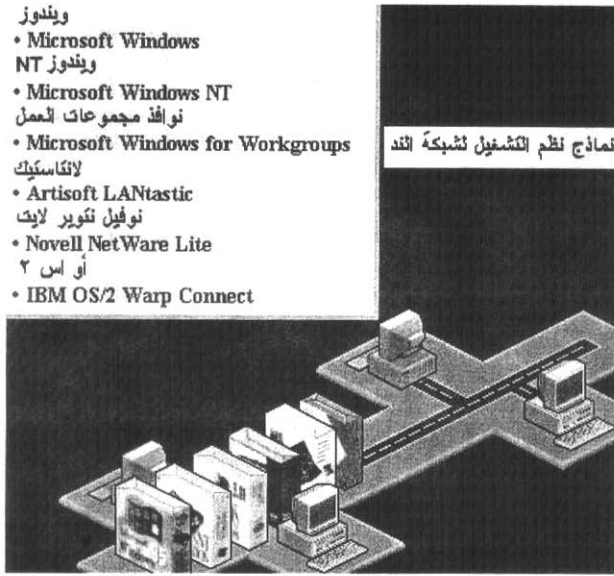 ويندوز
• Microsoft Windows
ويندوز NT
• Microsoft Windows NT
نوافذ مجموعات العمل
• Microsoft Windows for Workgroups
لانتاستيك
• Artisoft LANtastic
نوفيل نتوير لايت
• Novell NetWare Lite
أو اس ٢
• IBM OS/2 Warp Connect
نماذج نظم التشغيل لشبكة الند